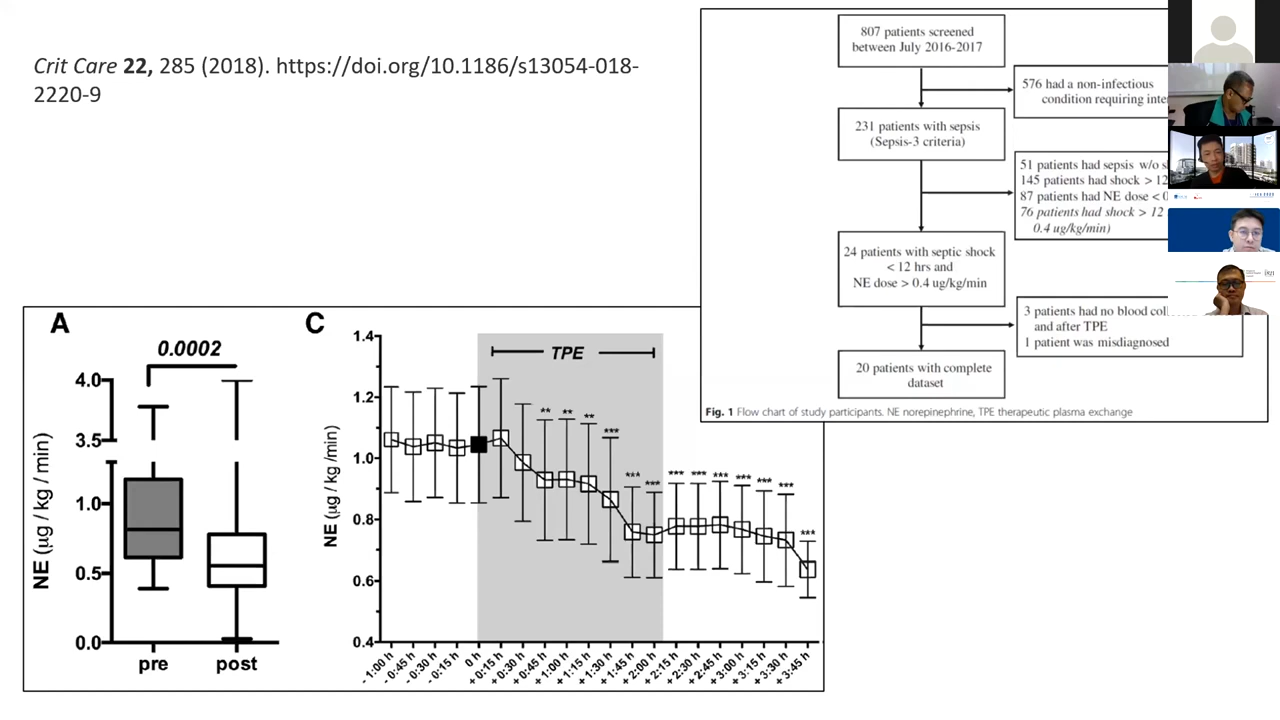 Crit Care 22, 285 (2018). https://doi.org/10.1186/s13054-018-
2220-9
807 patients screened
between July 2016-2017
576 had a non-infectious
condition requiring
231 patients with sepsis
(Sepsis-3 criteria)
51 patients had sepsis w/o
145 patients had shock > 12
87 patients had NE dose <
76 patients had shock > 12
0.4 ug/kg/min)
24 patients with septic shock
< 12 hrs and
NE dose > 0.4 ug/kg/min
3 patients had no blood
and after TPE
1 patient was misdiagnosed
20 patients with complete
dataset
Fig. 1 Flow chart of study participants. NE norepinephrine, TPE therapeutic plasma exchange
A
0.0002
4.0
3.5
1.0
0.5
0.0
NE (µg / kg / min)
pre
post
C
TPE
1.4
1.2
1.0
0.8
0.6
0.4
NE (µg / kg / min)
** ** ** *** *** *** *** *** *** *** *** *** ***
- 1:00 h
- 0:45 h
- 0:30 h
- 0:15 h
0 h
+ 0:15 h
+ 0:30 h
+ 0:45 h
+ 1:00 h
+ 1:15 h
+ 1:30 h
+ 1:45 h
+ 2:00 h
+ 2:15 h
+ 2:30 h
+ 2:45 h
+ 3:00 h
+ 3:15 h
+ 3:30 h
+ 3:45 h